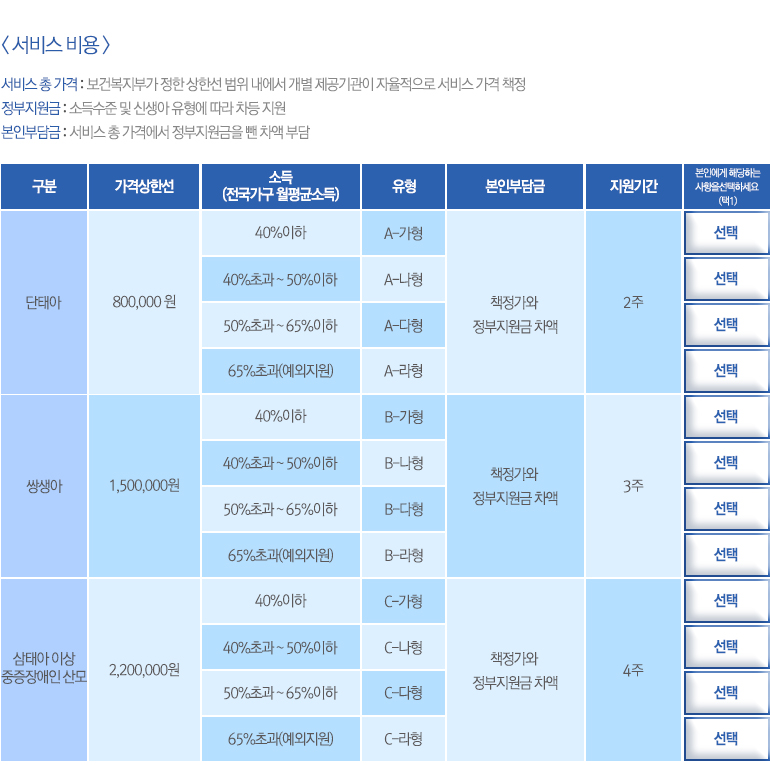 < 서비스 비용 >
서비스 총 가격 : 보건복지부가 정한 상한선 범위 내에서 개별 제공기관이 자율적으로 서비스 가격 책정
정부지원금 : 소득수준 및 신생아 유형에 따라 차등 지원
본인부담금 : 서비스 총 가격에서 정부지원금을 뺀 차액 부담
구분 가격상한선 소득 유형 본인부담금 지원기간 본인에게 해당하는
(전국가구 월평균소득) 사항을선택하세요
(택1)
40%이하 A-가형 선택
40%초과 ~ 50%이하 A-나형 선택
단태아 800,000 원 책정가와 2주
50%초과 ~ 65%이하 A-다형 정부지원금 차액 선택
65%초과(예외지원) A-라형 선택
40%이하 B-가형 선택
40%초과 ~ 50%이하 B-나형 선택
쌍생아 1,500,000원 책정가와 3주
50%초과 ~ 65%이하 B-다형 정부지원금 차액 선택
65%초과(예외지원) B-라형 선택
40%이하 C-가형 선택
40%초과 ~ 50%이하 C-나형 선택
삼태아 이상 책정가와
중증장애인 산모 2,200,000원 4주
50%초과 ~ 65%이하 C-다형 정부지원금 차액 선택
65%초과(예외지원) C-라형 선택